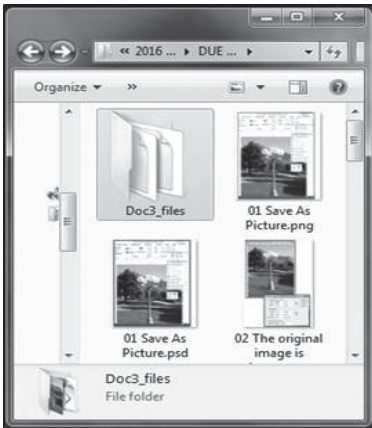 « 2016 ... ▸ DUE ... ▸
Organize ▾ »
Doc3_files
01 Save As
Picture.png
01 Save As
Picture.psd
02 The original
image is
Doc3_files
File folder